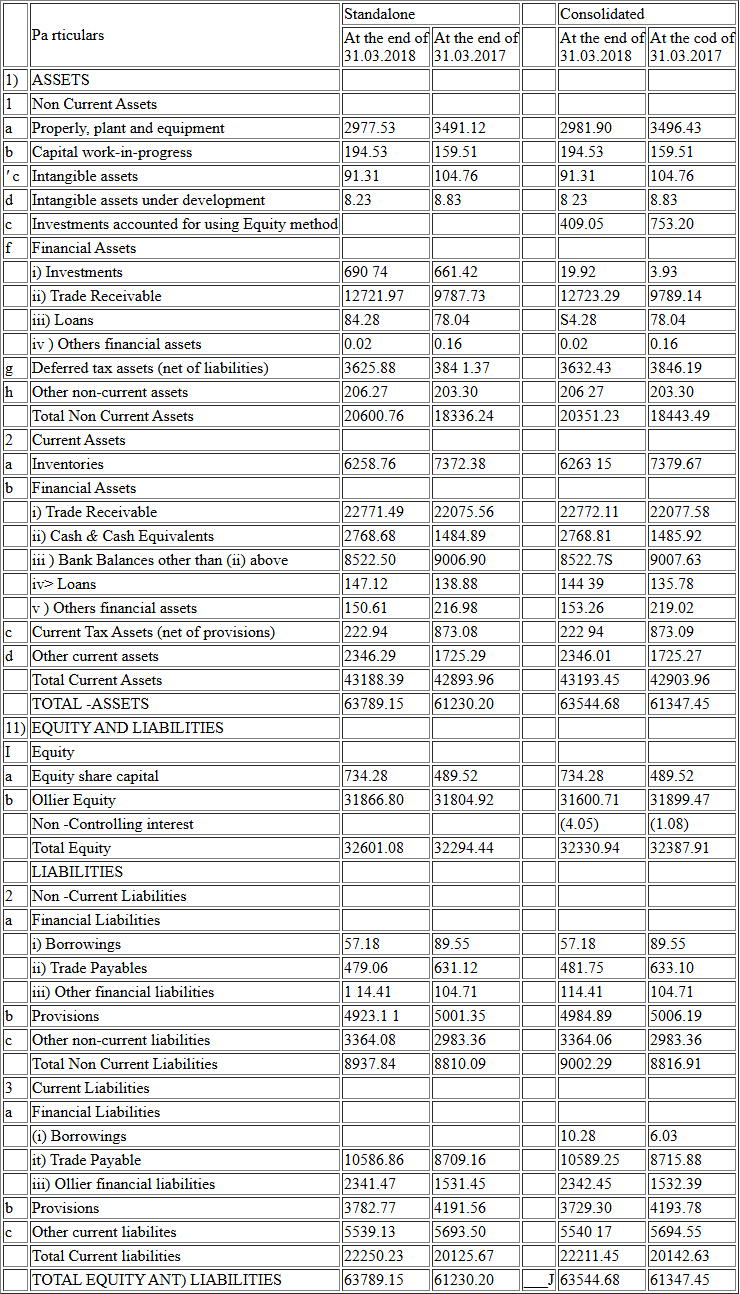 Standalone Consolidated
Pa rticulars
At the end of 31.03.2018 At the end of 31.03.2017 At the end of 31.03.2018 At the cod of 31.03.2017
1) ASSETS
1 Non Current Assets
a Properly, plant and equipment 2977.53 3491.12 2981.90 3496.43
b Capital work-in-progress 194.53 159.51 194.53 159.51
'c Intangible assets 91.31 104.76 91.31 104.76
d Intangible assets under development 8.23 8.83 8 23 8.83
c Investments accounted for using Equity method 409.05 753.20
f Financial Assets
i) Investments 690 74 661.42 19.92 3.93
ii) Trade Receivable 12721.97 9787.73 12723.29 9789.14
iii) Loans 84.28 78.04 S4.28 78.04
iv ) Others financial assets 0.02 0.16 0.02 0.16
g Deferred tax assets (net of liabilities) 3625.88 384 1.37 3632.43 3846.19
h Other non-current assets 206.27 203.30 206 27 203.30
Total Non Current Assets 20600.76 18336.24 20351.23 18443.49
2 Current Assets
a Inventories 6258.76 7372.38 6263 15 7379.67
b Financial Assets
i) Trade Receivable 22771.49 22075.56 22772.11 22077.58
ii) Cash & Cash Equivalents 2768.68 1484.89 2768.81 1485.92
iii ) Bank Balances other than (ii) above 8522.50 9006.90 8522.7S 9007.63
iv> Loans 147.12 138.88 144 39 135.78
v ) Others financial assets 150.61 216.98 153.26 219.02
c Current Tax Assets (net of provisions) 222.94 873.08 222 94 873.09
d Other current assets 2346.29 1725.29 2346.01 1725.27
Total Current Assets 43188.39 42893.96 43193.45 42903.96
TOTAL -ASSETS 63789.15 61230.20 63544.68 61347.45
11) EQUITY AND LIABILITIES
I Equity
a Equity share capital 734.28 489.52 734.28 489.52
b Ollier Equity 31866.80 31804.92 31600.71 31899.47
Non -Controlling interest (4.05) (1.08)
Total Equity 32601.08 32294.44 32330.94 32387.91
LIABILITIES
2 Non -Current Liabilities
a Financial Liabilities
i) Borrowings 57.18 89.55 57.18 89.55
ii) Trade Payables 479.06 631.12 481.75 633.10
iii) Other financial liabilities 1 14.41 104.71 114.41 104.71
b Provisions 4923.1 1 5001.35 4984.89 5006.19
c Other non-current liabilities 3364.08 2983.36 3364.06 2983.36
Total Non Current Liabilities 8937.84 8810.09 9002.29 8816.91
3 Current Liabilities
a Financial Liabilities
(i) Borrowings 10.28 6.03
it) Trade Payable 10586.86 8709.16 10589.25 8715.88
iii) Ollier financial liabilities 2341.47 1531.45 2342.45 1532.39
b Provisions 3782.77 4191.56 3729.30 4193.78
c Other current liabilites 5539.13 5693.50 5540 17 5694.55
Total Current liabilities 22250.23 20125.67 22211.45 20142.63
TOTAL EQUITY ANT) LIABILITIES 63789.15 61230.20 ___J 63544.68 61347.45